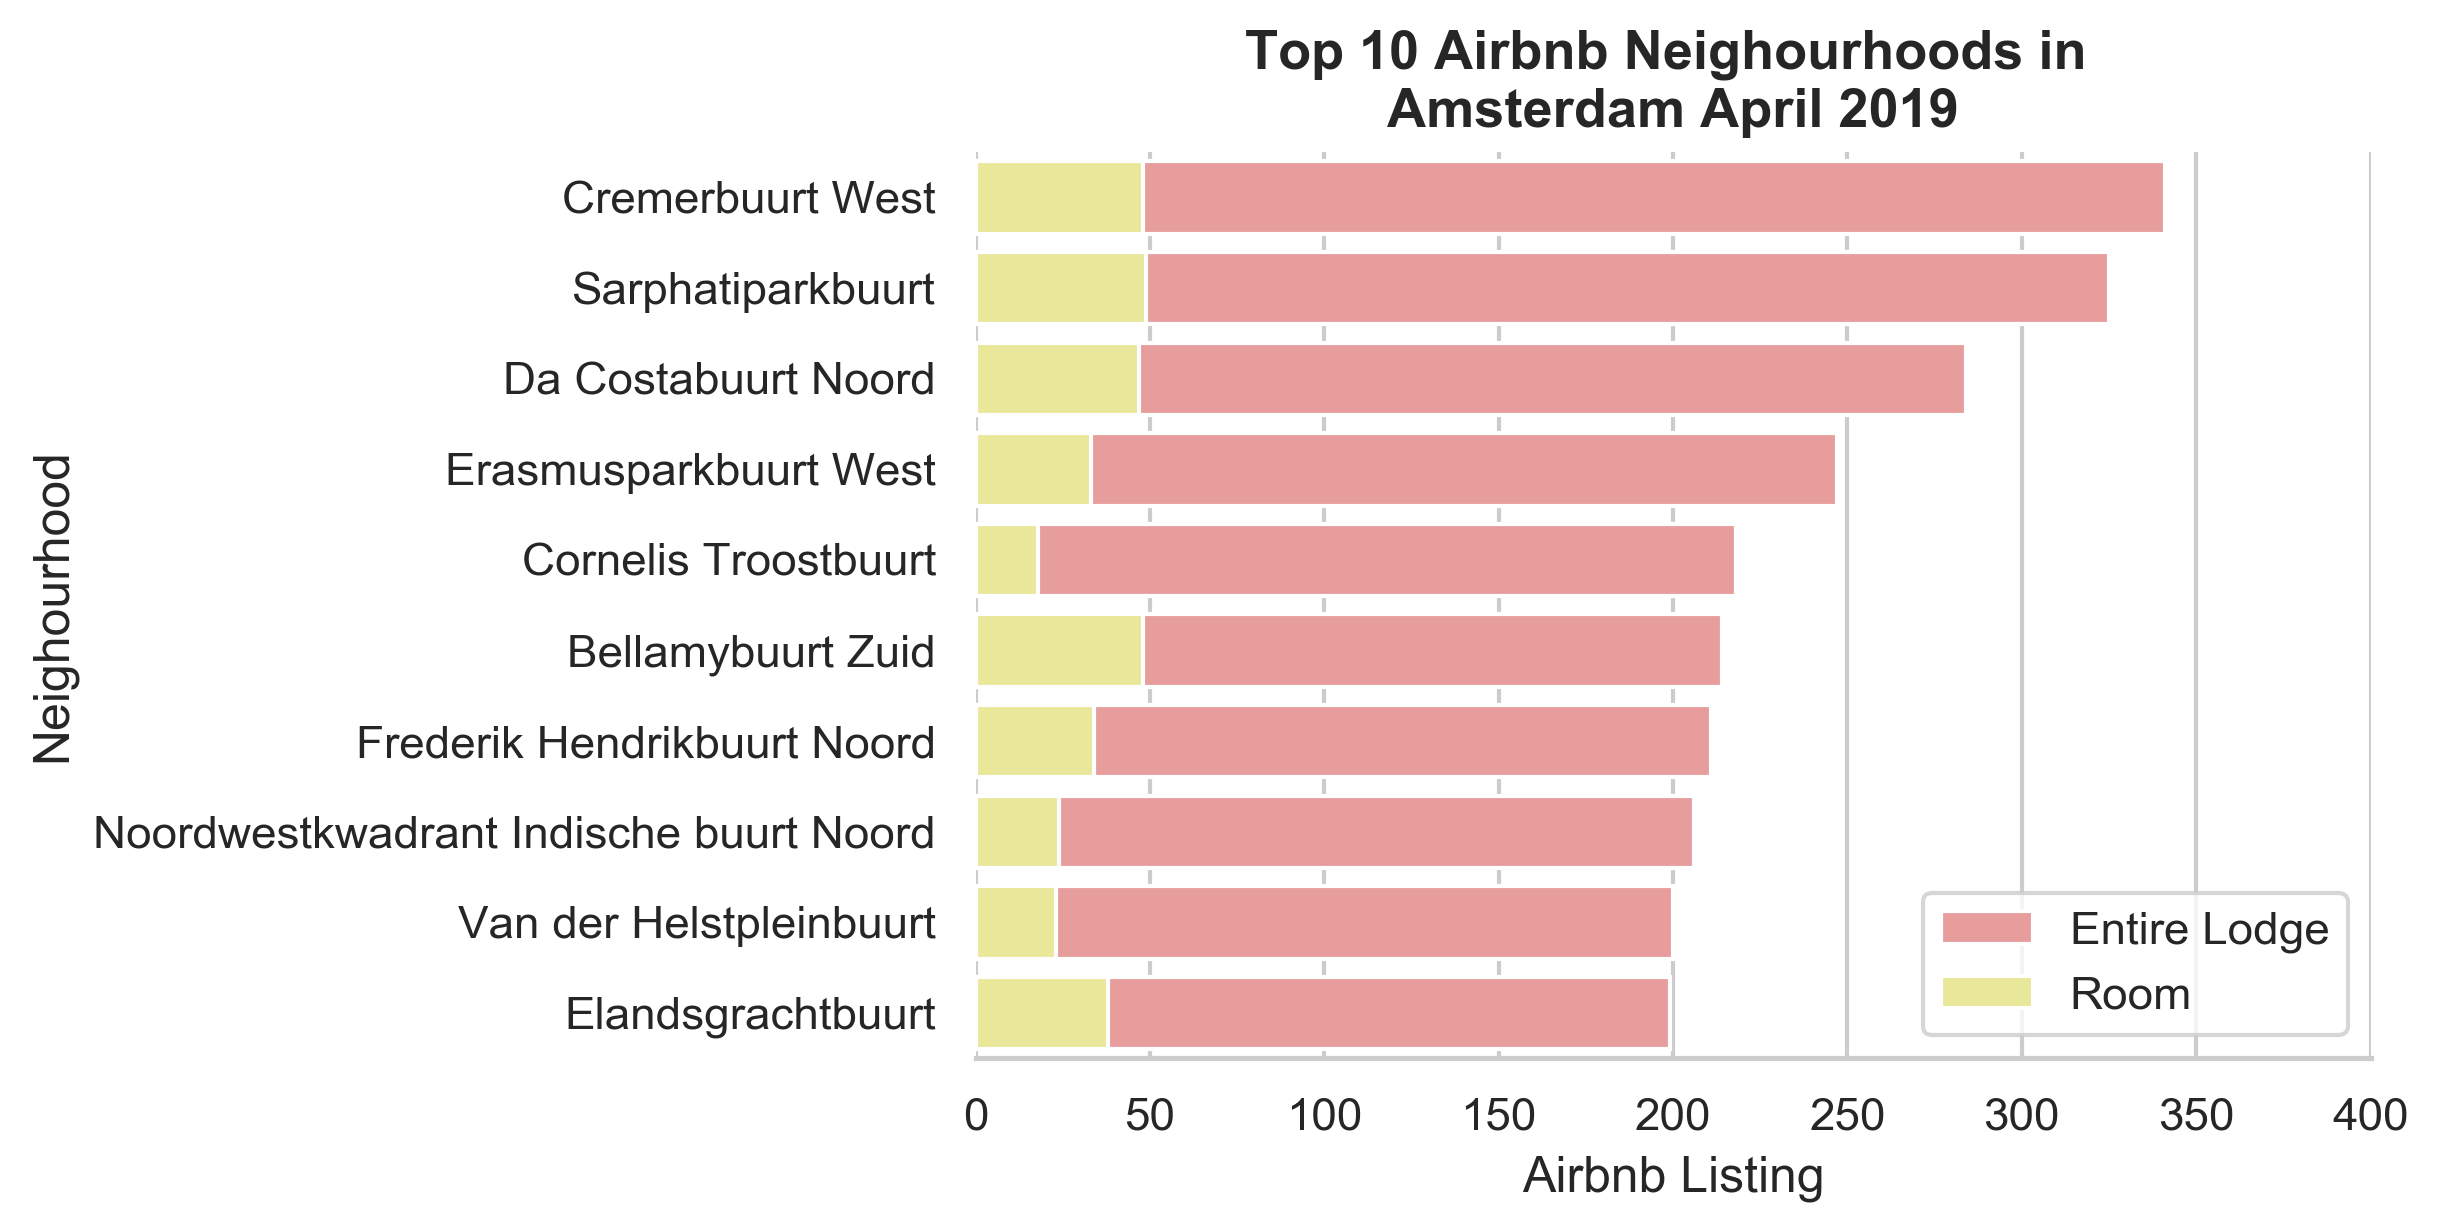 Top 10 Airbnb Neighourhoods in
Amsterdam April 2019
Neighourhood
Cremerbuurt West
Sarphatiparkbuurt
Da Costabuurt Noord
Erasmusparkbuurt West
Cornelis Troostbuurt
Bellamybuurt Zuid
Frederik Hendrikbuurt Noord
Noordwestkwadrant Indische buurt Noord
Van der Helstpleinbuurt
Elandsgrachtbuurt
Entire Lodge
Room
0 50 100 150 200 250 300 350 400
Airbnb Listing